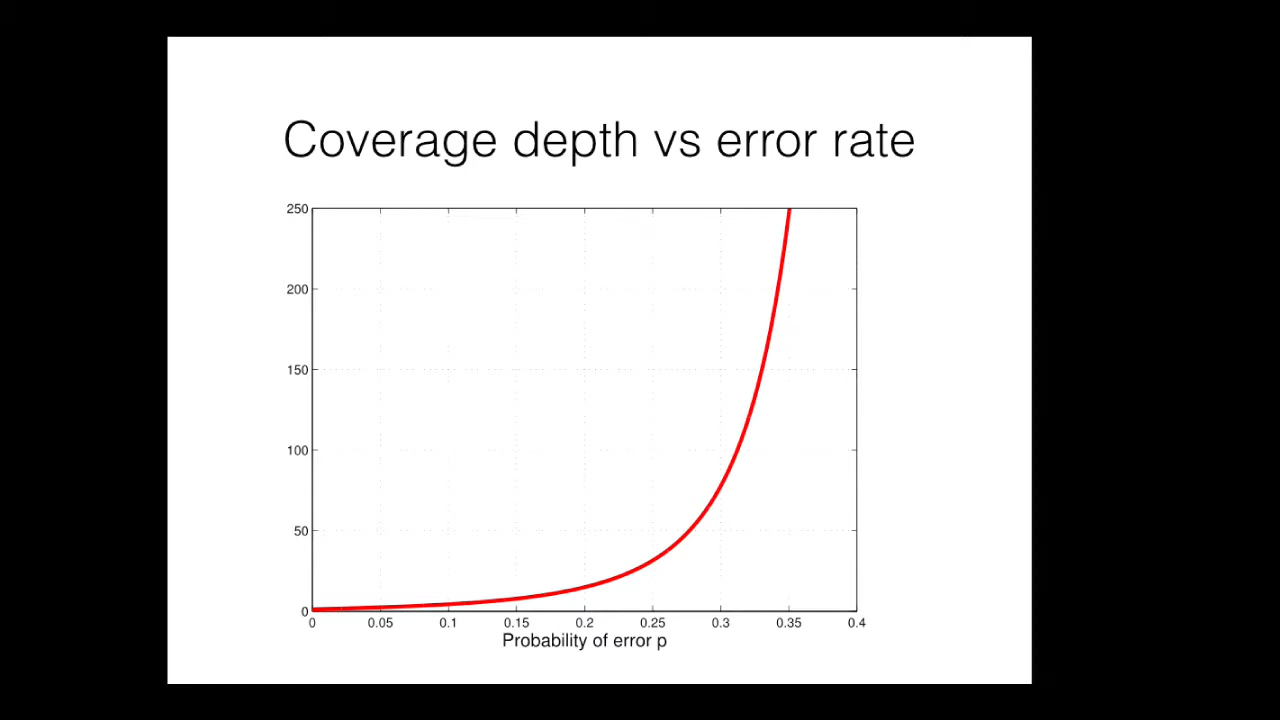 Coverage depth vs error rate
250
200
150
100
50
0
0 0.05 0.1 0.15 0.2 0.25 0.3 0.35 0.4
Probability of error p